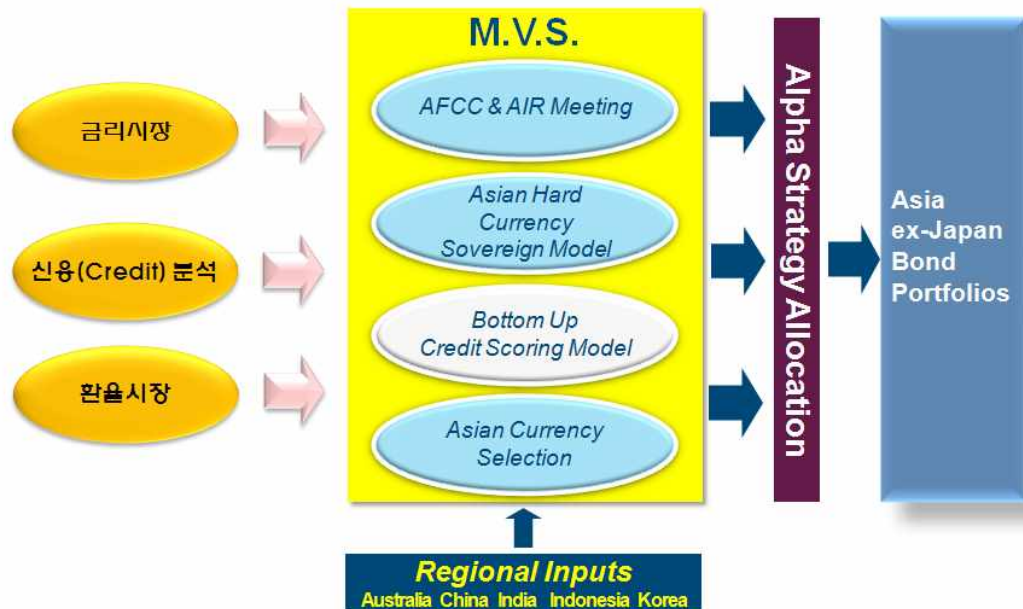 M.V.S.
금리시장
신용(Credit) 분석
환율시장
AFCC & AIR Meeting
Asian Hard
Currency
Sovereign Model
Bottom Up
Credit Scoring Model
Asian Currency
Selection
Alpha Strategy Allocation
Asia
ex-Japan
Bond
Portfolios
Regional Inputs
Australia China India Indonesia Korea